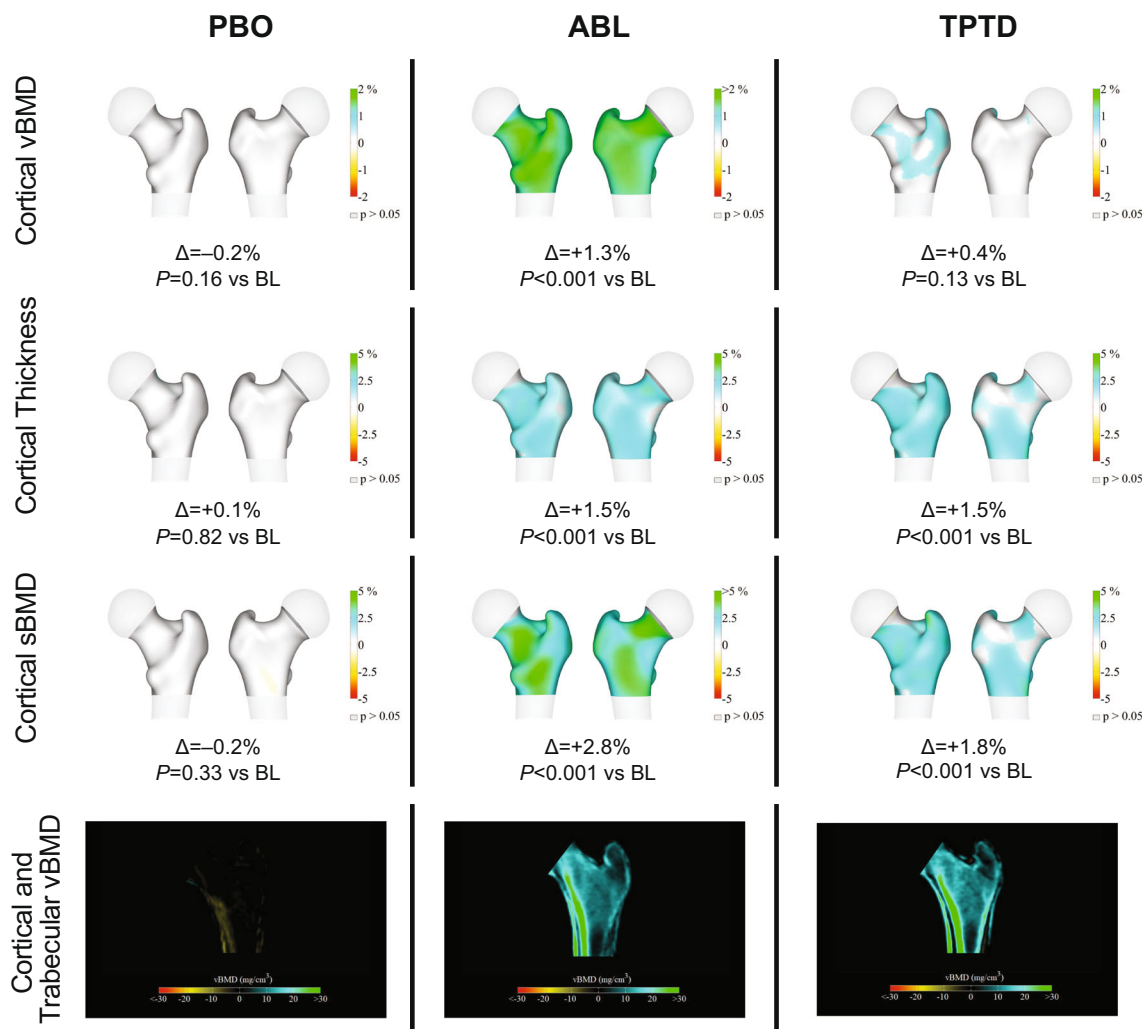 PBO
ABL
TPTD
Cortical vBMD
2 %
1
0
-1
-2
p > 0.05
Δ=–0.2%
P=0.16 vs BL
>2 %
1
0
-1
-2
p > 0.05
Δ=+1.3%
P<0.001 vs BL
2 %
1
0
-1
-2
p > 0.05
Δ=+0.4%
P=0.13 vs BL
Cortical Thickness
5 %
2.5
0
-2.5
-5
p > 0.05
Δ=+0.1%
P=0.82 vs BL
5 %
2.5
0
-2.5
-5
p > 0.05
Δ=+1.5%
P<0.001 vs BL
5 %
2.5
0
-2.5
-5
p > 0.05
Δ=+1.5%
P<0.001 vs BL
Cortical sBMD
5 %
2.5
0
-2.5
-5
p > 0.05
Δ=–0.2%
P=0.33 vs BL
>5 %
2.5
0
-2.5
-5
p > 0.05
Δ=+2.8%
P<0.001 vs BL
5 %
2.5
0
-2.5
-5
p > 0.05
Δ=+1.8%
P<0.001 vs BL
Cortical and
Trabecular vBMD
vBMD (mg/cm³)
<-30 -20 -10 0 10 20 >30
vBMD (mg/cm³)
<-30 -20 -10 0 10 20 >30
vBMD (mg/cm³)
<-30 -20 -10 0 10 20 >30